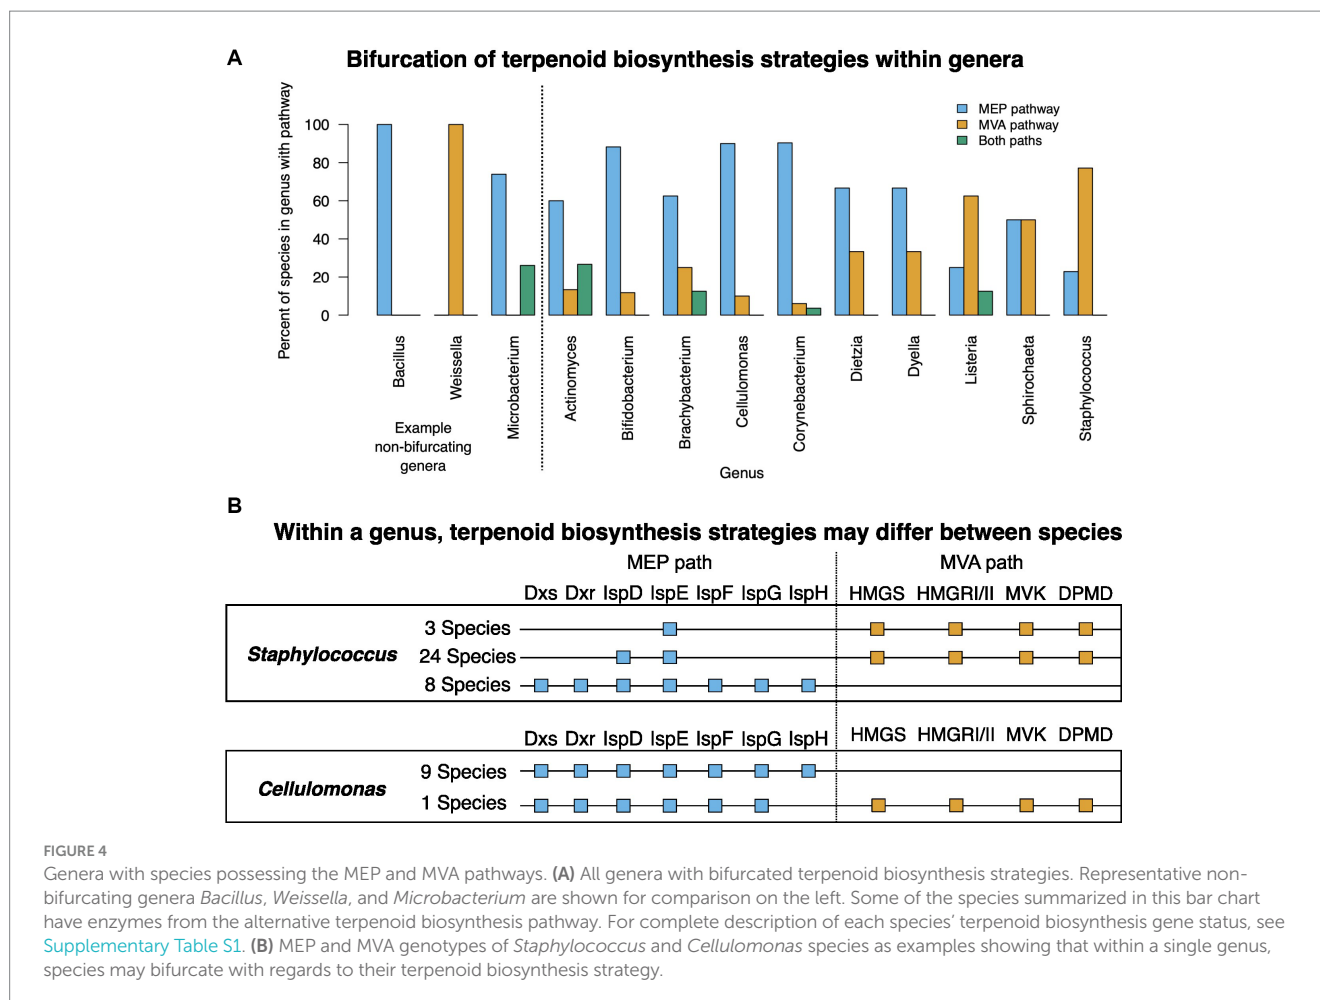 A
Bifurcation of terpenoid biosynthesis strategies within genera
Percent of species in genus with pathway
100
80
60
40
20
0
MEP pathway
MVA pathway
Both paths
Bacillus
Weissella
Microbacterium
Actinomyces
Bifidobacterium
Brachybacterium
Cellulomonas
Corynebacterium
Dietzia
Dyella
Listeria
Sphirochaeta
Staphylococcus
Example
non-bifurcating
genera
Genus
B
Within a genus, terpenoid biosynthesis strategies may differ between species
MEP path MVA path
Dxs Dxr IspD IspE IspF IspG IspH HMGS HMGRI/II MVK DPMD
Staphylococcus
3 Species
24 Species
8 Species
Dxs Dxr IspD IspE IspF IspG IspH HMGS HMGRI/II MVK DPMD
Cellulomonas
9 Species
1 Species
FIGURE 4
Genera with species possessing the MEP and MVA pathways. (A) All genera with bifurcated terpenoid biosynthesis strategies. Representative non-
bifurcating genera Bacillus, Weissella, and Microbacterium are shown for comparison on the left. Some of the species summarized in this bar chart
have enzymes from the alternative terpenoid biosynthesis pathway. For complete description of each species' terpenoid biosynthesis gene status, see
Supplementary Table S1. (B) MEP and MVA genotypes of Staphylococcus and Cellulomonas species as examples showing that within a single genus,
species may bifurcate with regards to their terpenoid biosynthesis strategy.